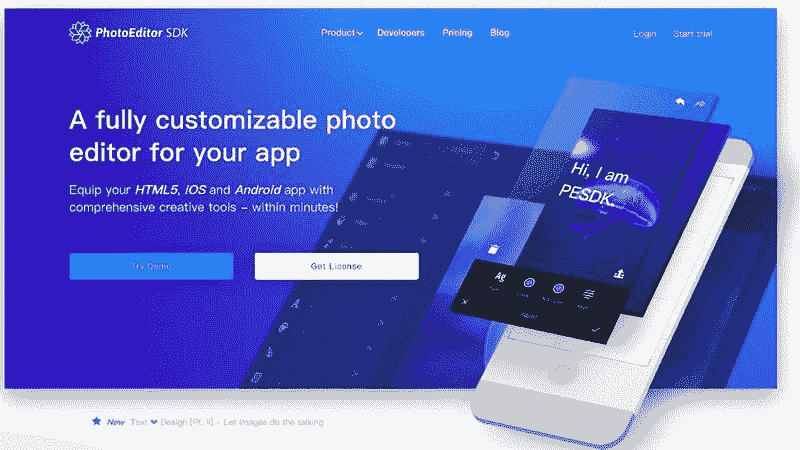 PhotoEditor SDK
Product
Developers
Pricing
Blog
Login
Start trial
A fully customizable photo
editor for your app
Equip your HTML5, iOS and Android app with
comprehensive creative tools – within minutes!
Try Demo
Get License
Hi, I am
PESDK.
Ag
New Text ❤ Design [Pt. 4] - Let images do the talking